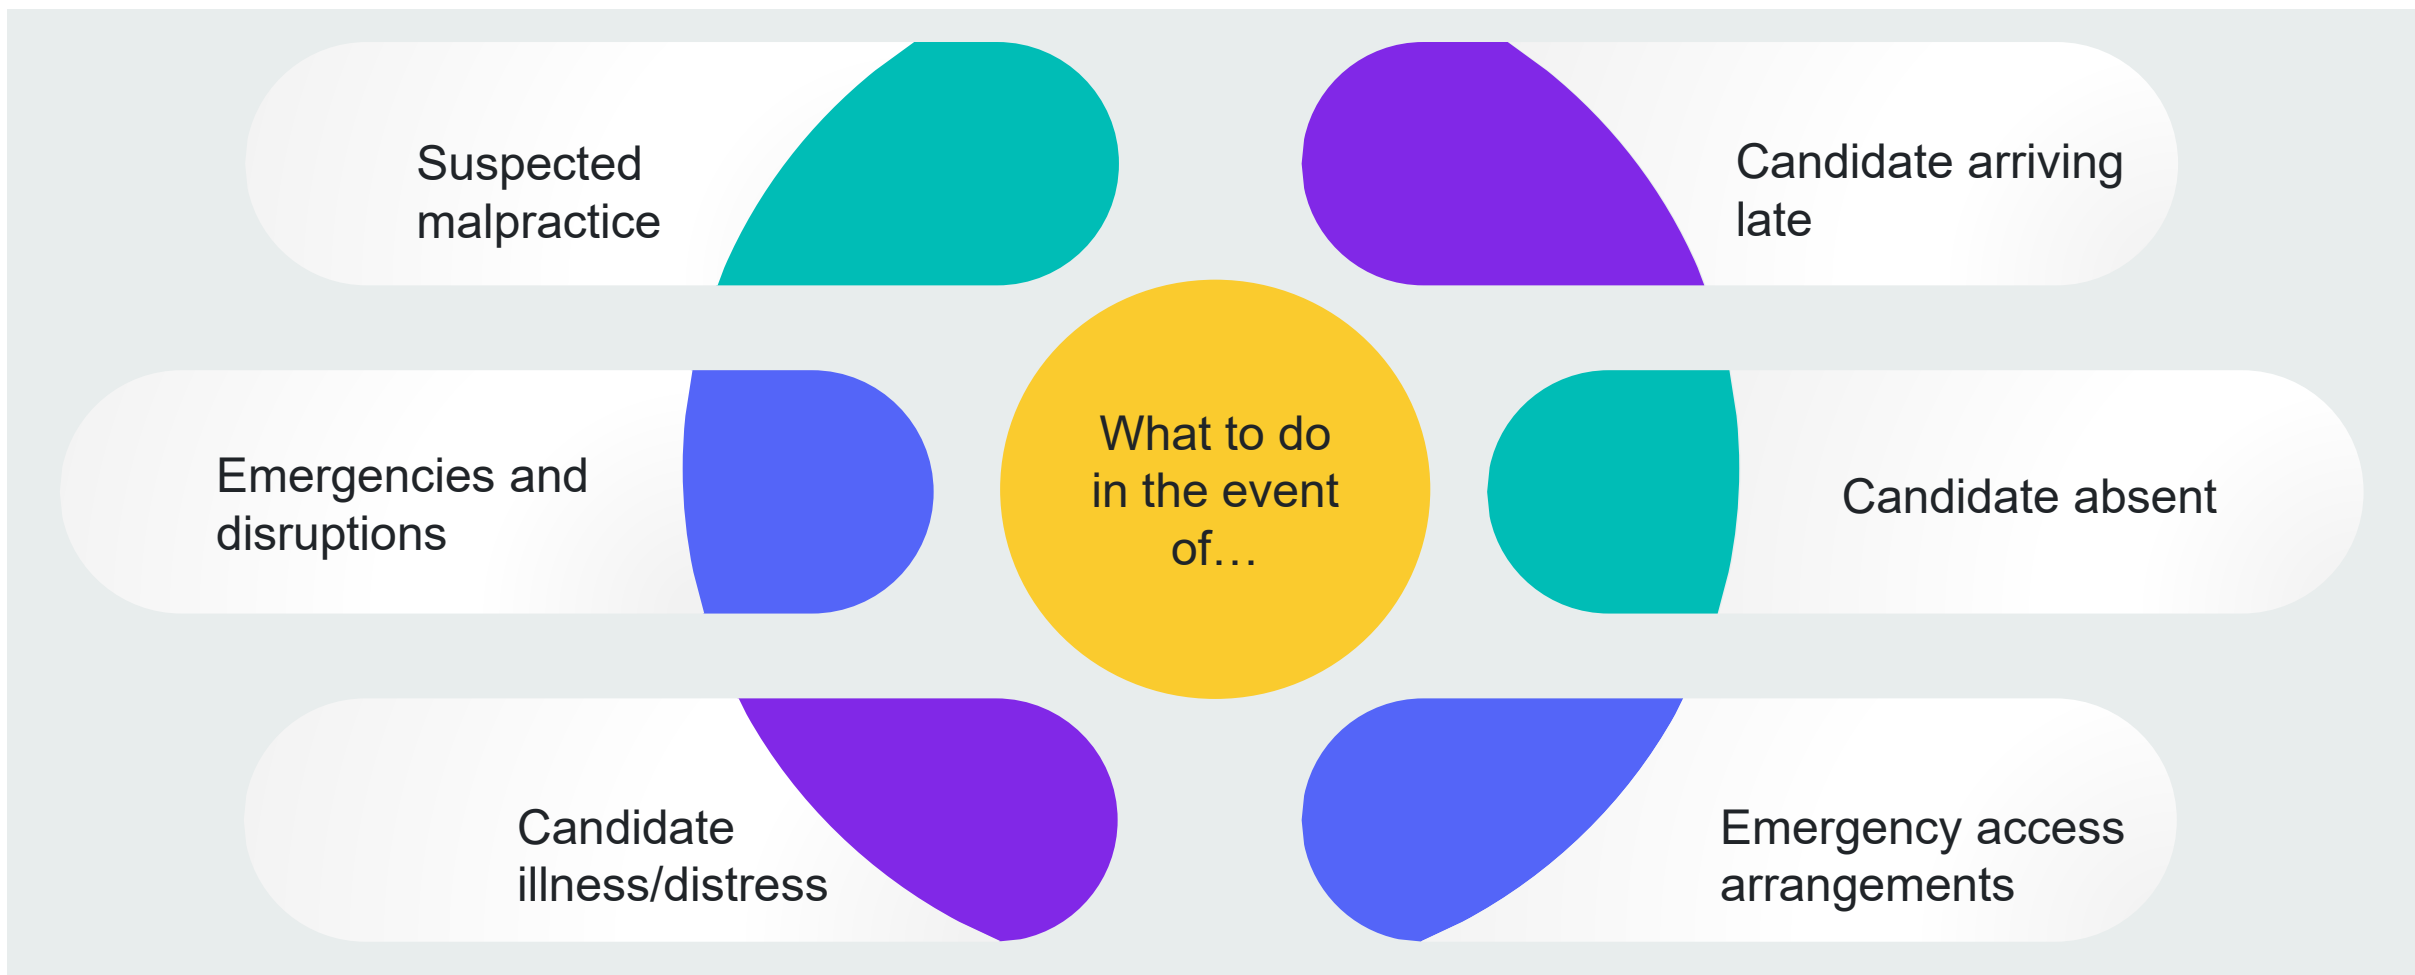 Suspected
malpractice
Candidate arriving
late
Emergencies and
disruptions
What to do
in the event
of…
Candidate absent
Candidate
illness/distress
Emergency access
arrangements